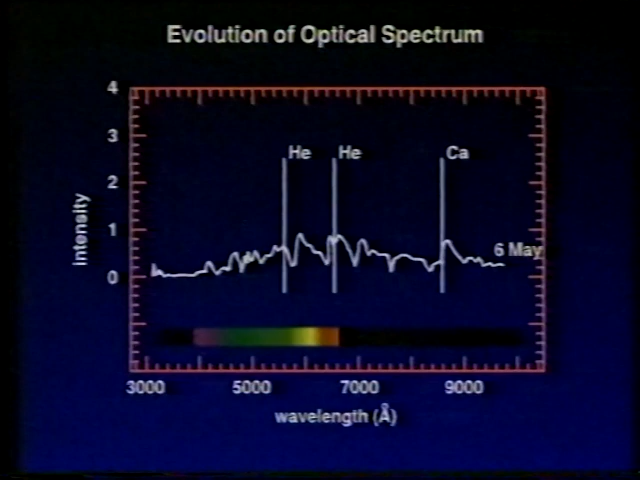 Evolution of Optical Spectrum
4
3
2
1
0
intensity
He
He
Ca
6 May
3000
5000
7000
9000
wavelength (Å)